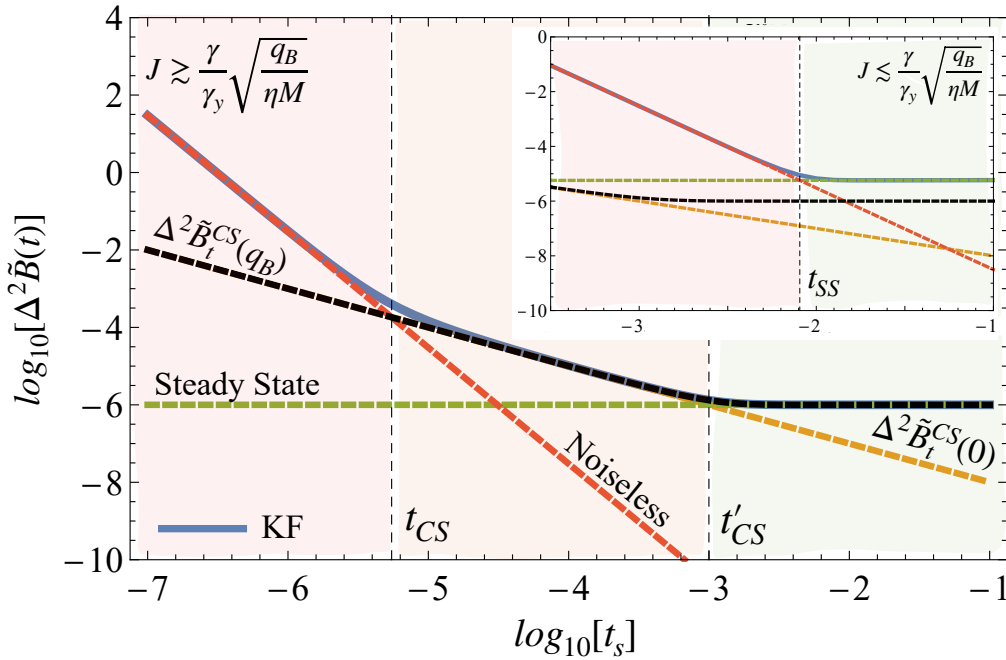 log₁₀[Δ²B̃(t)]
4
2
0
−2
−4
−6
−8
−10
J ≳ γ/γ_y √(q_B/ηM)
Δ²B̃ₜ^CS(q_B)
Steady State
Noiseless
Δ²B̃ₜ^CS(0)
KF
t_CS
t′_CS
−7
−6
−5
−4
−3
−2
−1
log₁₀[t_s]
0
−2
−4
−6
−8
−10
J ≲ γ/γ_y √(q_B/ηM)
t_SS
−3
−2
−1